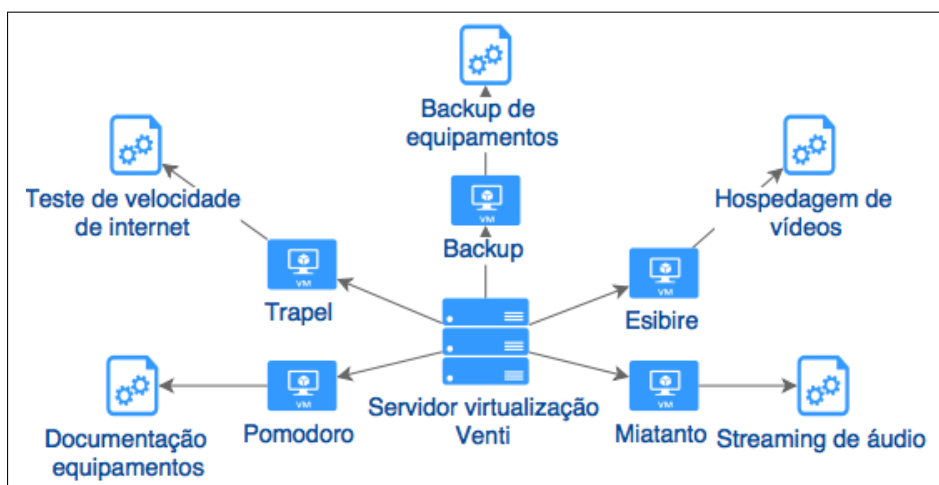 Backup de
equipamentos
Teste de velocidade
de internet
Hospedagem de
vídeos
VM
Backup
VM
Trapel
VM
Esibire
VM
Pomodoro
Servidor virtualização
Venti
VM
Miatanto
Documentação
equipamentos
Streaming de áudio